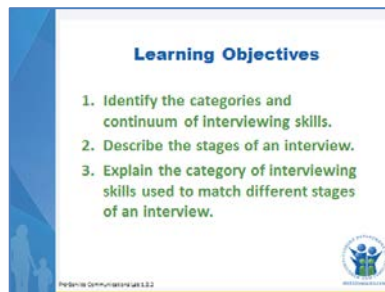 Learning Objectives
1. Identify the categories and
continuum of interviewing skills.
2. Describe the stages of an interview.
3. Explain the category of interviewing
skills used to match different stages
of an interview.